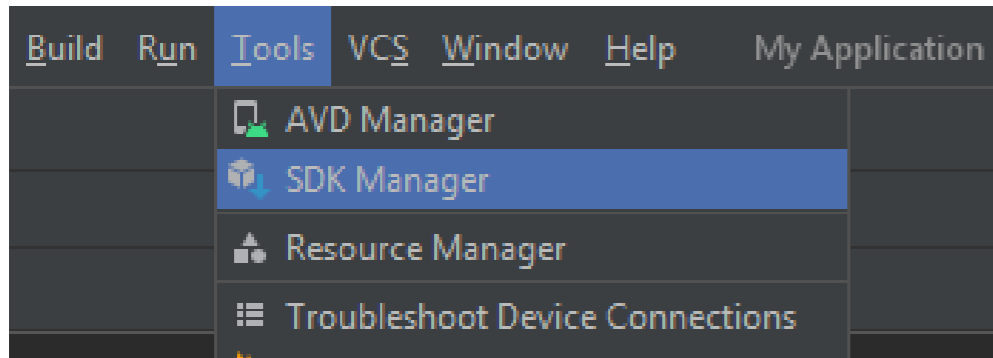 Build Run Tools VCS Window Help My Application
AVD Manager
SDK Manager
Resource Manager
Troubleshoot Device Connections